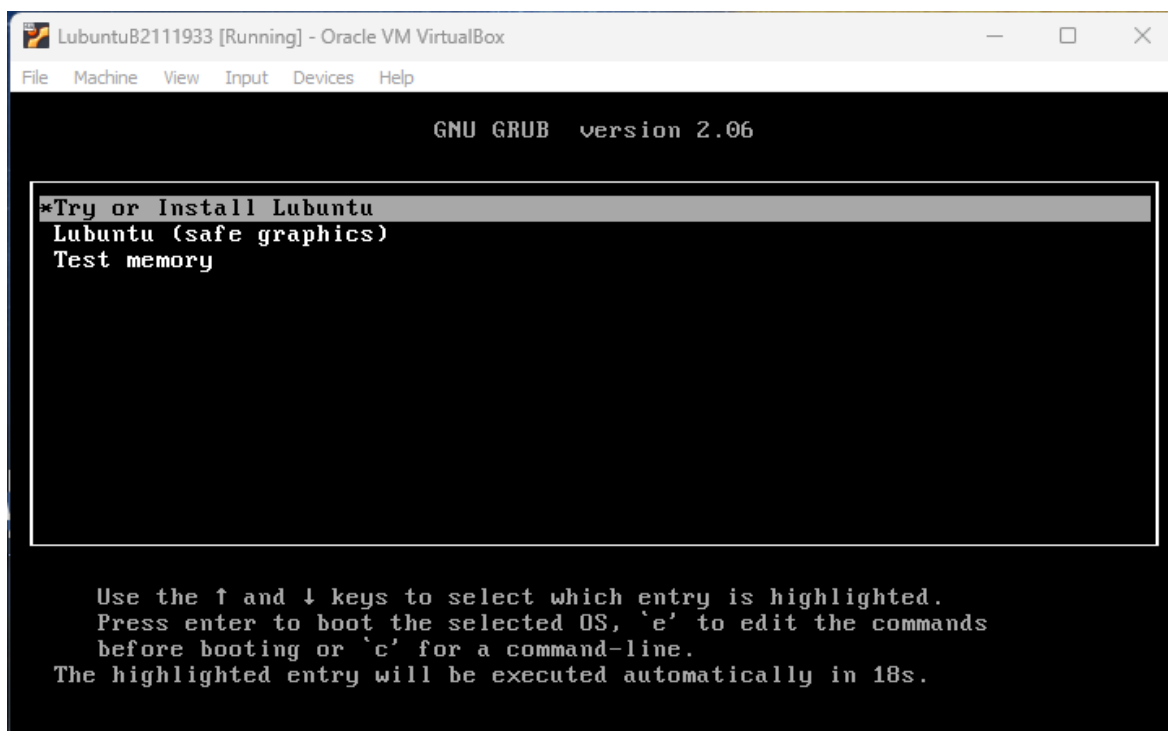 LubuntuB2111933 [Running] - Oracle VM VirtualBox
File Machine View Input Devices Help
GNU GRUB version 2.06
*Try or Install Lubuntu
Lubuntu (safe graphics)
Test memory
Use the ↑ and ↓ keys to select which entry is highlighted.
Press enter to boot the selected OS, `e' to edit the commands
before booting or `c' for a command-line.
The highlighted entry will be executed automatically in 18s.